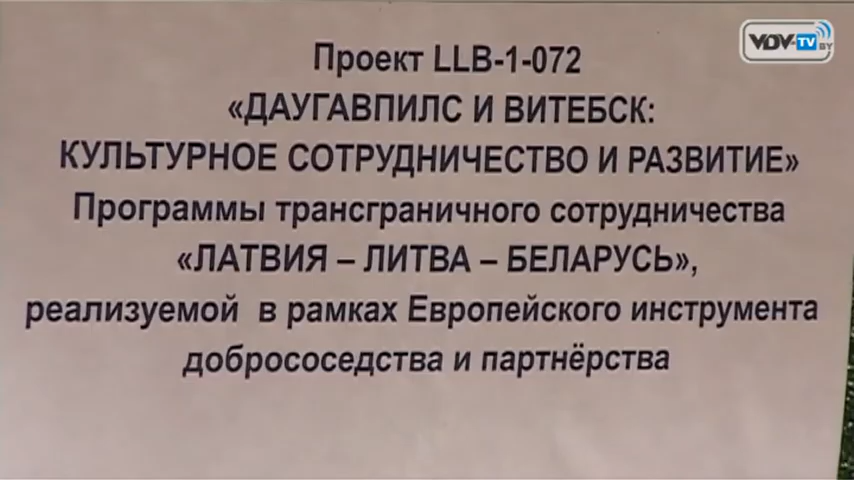 VDV-TV BY
Проект LLB-1-072
«ДАУГАВПИЛС И ВИТЕБСК:
КУЛЬТУРНОЕ СОТРУДНИЧЕСТВО И РАЗВИТИЕ»
Программы трансграничного сотрудничества
«ЛАТВИЯ – ЛИТВА – БЕЛАРУСЬ»,
реализуемой в рамках Европейского инструмента
добрососедства и партнёрства